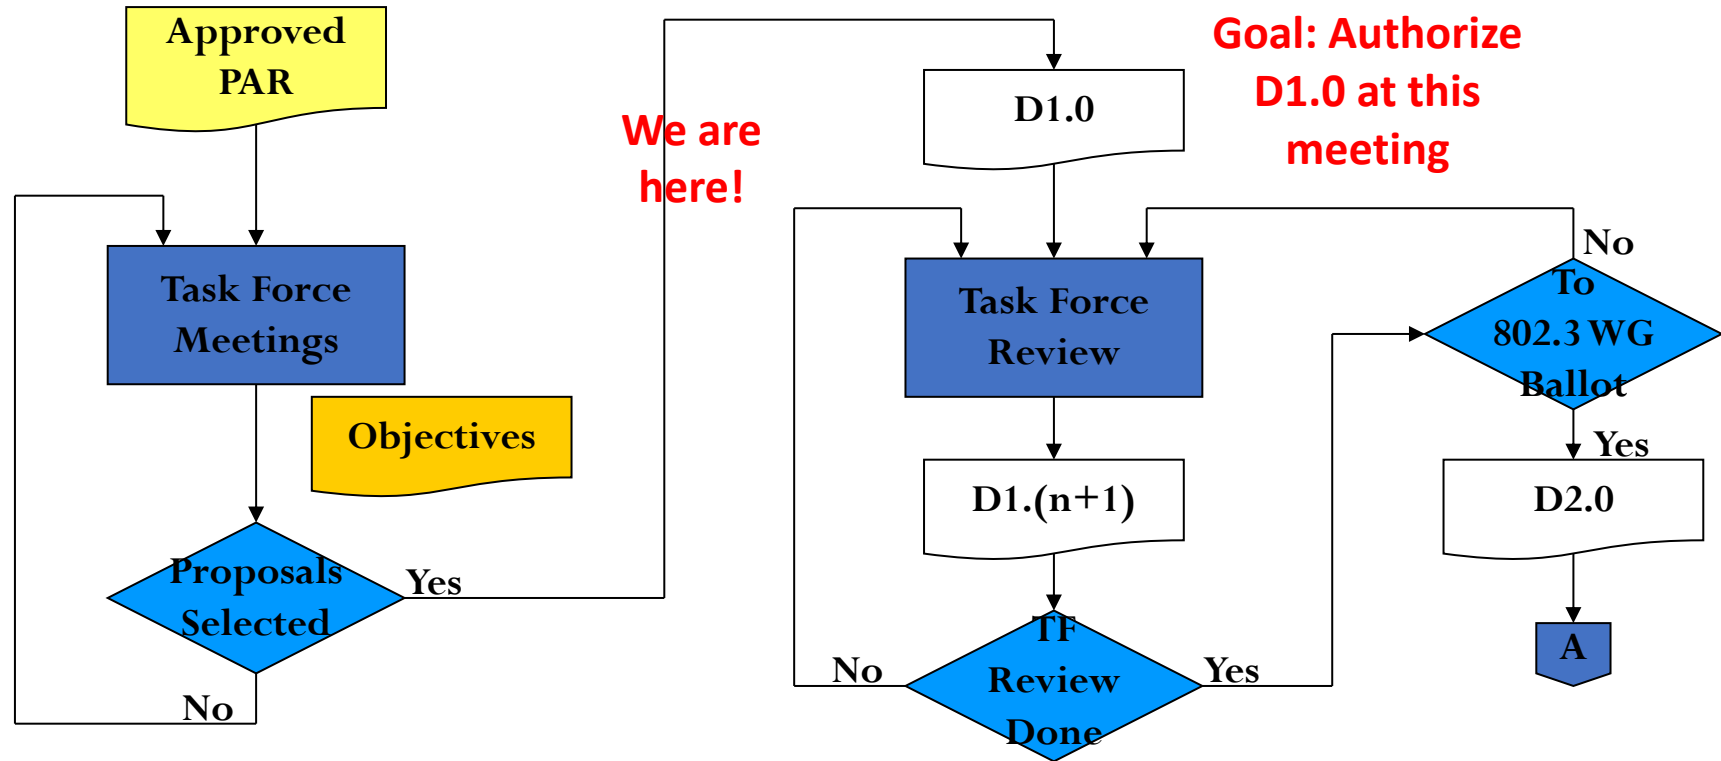 Approved
PAR
Task Force
Meetings
Objectives
Proposals
Selected
Yes
No
We are
here!
D1.0
Goal: Authorize
D1.0 at this
meeting
Task Force
Review
D1.(n+1)
TF
Review
Done
No
Yes
No
To
802.3 WG
Ballot
Yes
D2.0
A